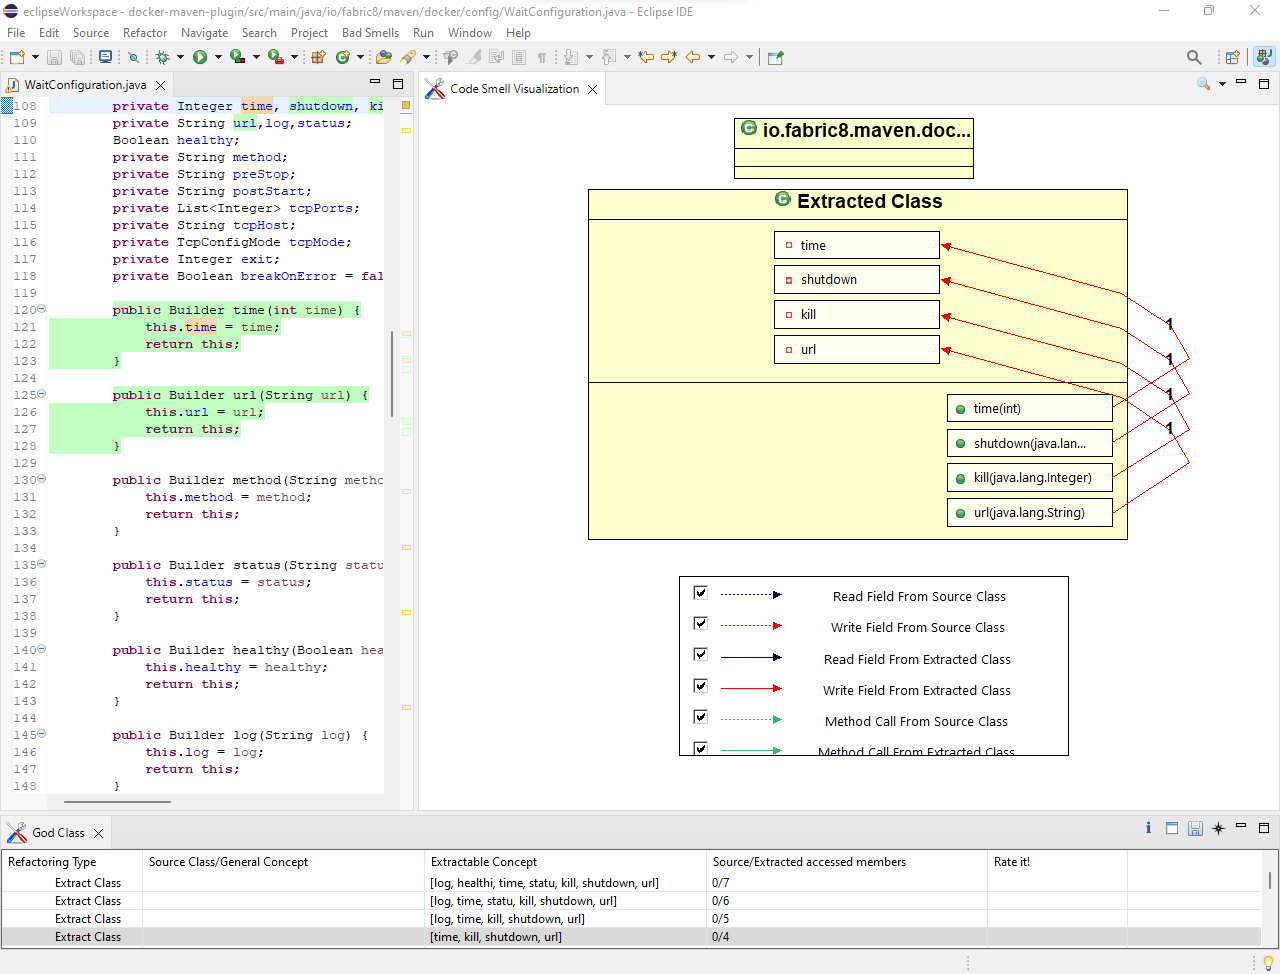 eclipseWorkspace - docker-maven-plugin/src/main/java/io/fabric8/maven/docker/config/WaitConfiguration.java - Eclipse IDE
File Edit Source Refactor Navigate Search Project Bad Smells Run Window Help
WaitConfiguration.java
108 private Integer time, shutdown, ki
109 private String url,log,status;
110 Boolean healthy;
111 private String method;
112 private String preStop;
113 private String postStart;
114 private List<Integer> tcpPorts;
115 private String tcpHost;
116 private TcpConfigMode tcpMode;
117 private Integer exit;
118 private Boolean breakOnError = fal
119
120 public Builder time(int time) {
121 this.time = time;
122 return this;
123 }
124
125 public Builder url(String url) {
126 this.url = url;
127 return this;
128 }
129
130 public Builder method(String metho
131 this.method = method;
132 return this;
133 }
134
135 public Builder status(String statu
136 this.status = status;
137 return this;
138 }
139
140 public Builder healthy(Boolean hea
141 this.healthy = healthy;
142 return this;
143 }
144
145 public Builder log(String log) {
146 this.log = log;
147 return this;
148 }
Code Smell Visualization
io.fabric8.maven.doc...
Extracted Class
time
shutdown
kill
url
1
1
1
1
time(int)
shutdown(java.lan...
kill(java.lang.Integer)
url(java.lang.String)
Read Field From Source Class
Write Field From Source Class
Read Field From Extracted Class
Write Field From Extracted Class
Method Call From Source Class
Method Call From Extracted Class
God Class
Refactoring Type Source Class/General Concept Extractable Concept Source/Extracted accessed members Rate it!
Extract Class [log, healthi, time, statu, kill, shutdown, url] 0/7
Extract Class [log, time, statu, kill, shutdown, url] 0/6
Extract Class [log, time, kill, shutdown, url] 0/5
Extract Class [time, kill, shutdown, url] 0/4